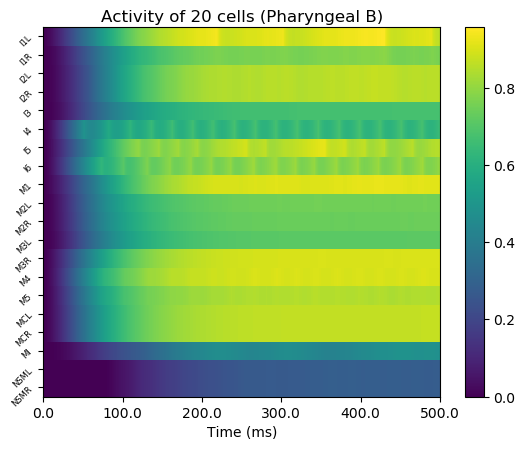 Activity of 20 cells (Pharyngeal B)
I1L
I1R
I2L
I2R
I3
I4
I5
I6
M1
M2L
M2R
M3L
M3R
M4
M5
MCL
MCR
MI
NSML
NSMR
0.0 100.0 200.0 300.0 400.0 500.0
Time (ms)
0.8
0.6
0.4
0.2
0.0